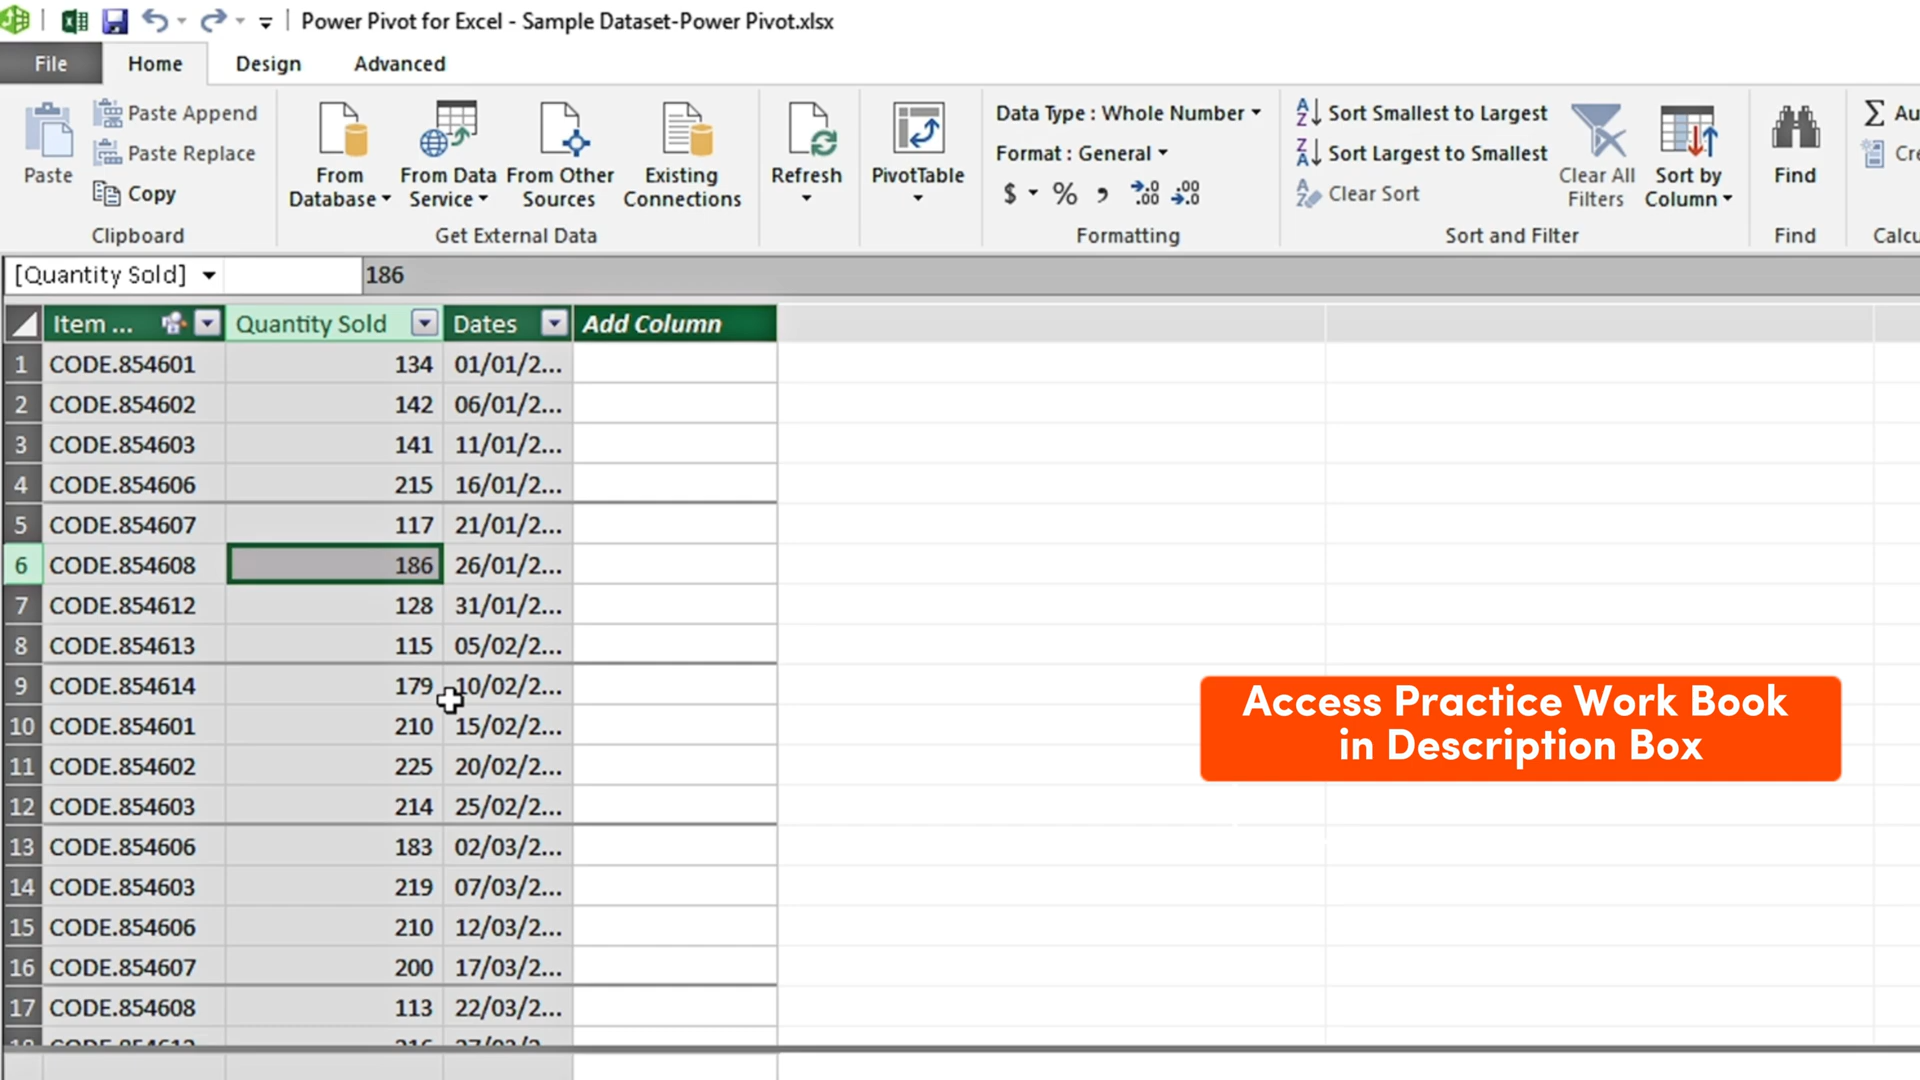 Power Pivot for Excel - Sample Dataset-Power Pivot.xlsx
File Home Design Advanced
Paste
Paste Append
Paste Replace
Copy
Clipboard
From Database
From Data Service
From Other Sources
Existing Connections
Get External Data
Refresh
PivotTable
Data Type : Whole Number
Format : General
$ % , .00 .00
Formatting
Sort Smallest to Largest
Sort Largest to Smallest
Clear Sort
Clear All Filters
Sort by Column
Sort and Filter
Find
Find
Σ Au
Cre
Calcu
[Quantity Sold] 186
Item ... Quantity Sold Dates Add Column
1 CODE.854601 134 01/01/2...
2 CODE.854602 142 06/01/2...
3 CODE.854603 141 11/01/2...
4 CODE.854606 215 16/01/2...
5 CODE.854607 117 21/01/2...
6 CODE.854608 186 26/01/2...
7 CODE.854612 128 31/01/2...
8 CODE.854613 115 05/02/2...
9 CODE.854614 179 10/02/2...
10 CODE.854601 210 15/02/2...
11 CODE.854602 225 20/02/2...
12 CODE.854603 214 25/02/2...
13 CODE.854606 183 02/03/2...
14 CODE.854603 219 07/03/2...
15 CODE.854606 210 12/03/2...
16 CODE.854607 200 17/03/2...
17 CODE.854608 113 22/03/2...
Access Practice Work Book
in Description Box